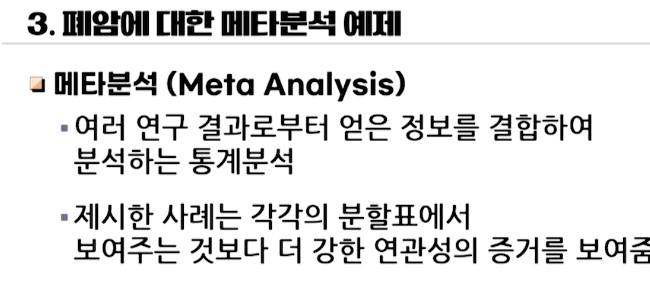 3. 폐암에 대한 메타분석 예제
메타분석 (Meta Analysis)
여러 연구 결과로부터 얻은 정보를 결합하여
분석하는 통계분석
제시한 사례는 각각의 분할표에서
보여주는 것보다 더 강한 연관성의 증거를 보여줌